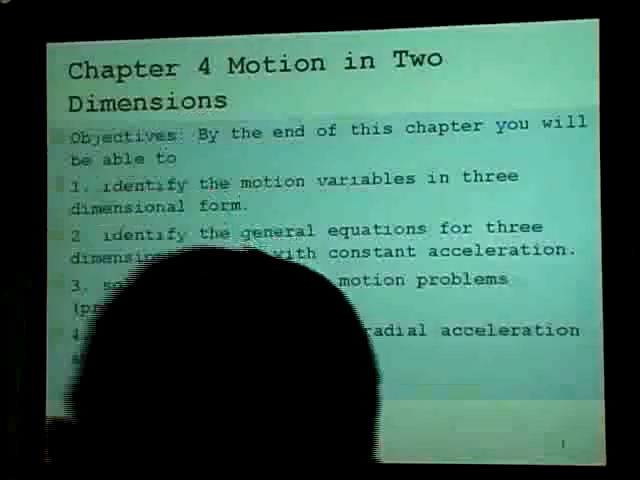 Chapter 4 Motion in Two
Dimensions
Objectives: By the end of this chapter you will
be able to
1. identify the motion variables in three
dimensional form.
2 identify the general equations for three
with constant acceleration.
3. motion problems
radial acceleration
1